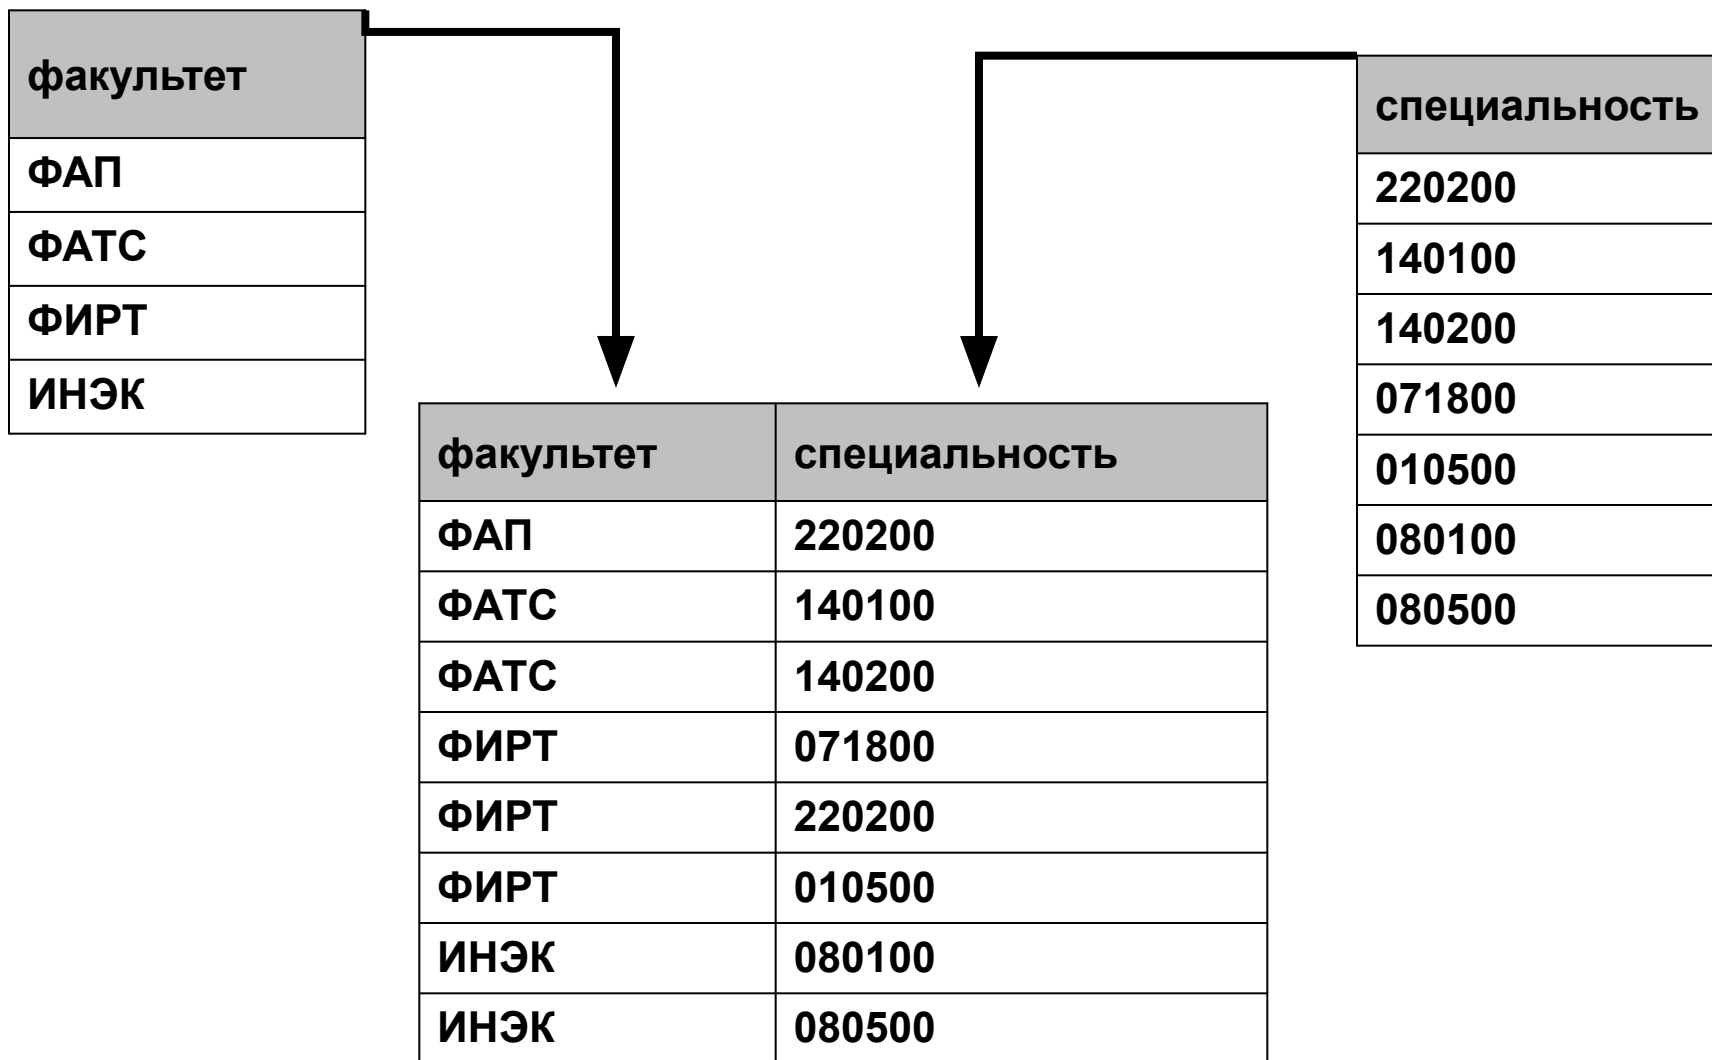 факультет
ФАП
ФАТС
ФИРТ
ИНЭК
факультет специальность
ФАП 220200
ФАТС 140100
ФАТС 140200
ФИРТ 071800
ФИРТ 220200
ФИРТ 010500
ИНЭК 080100
ИНЭК 080500
специальность
220200
140100
140200
071800
010500
080100
080500